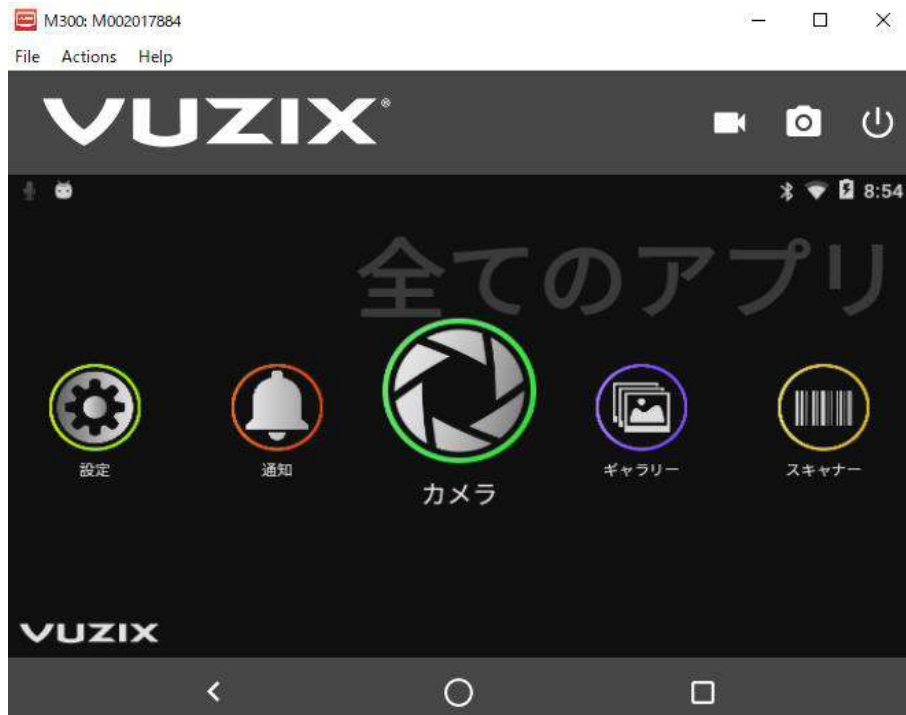 M300: M002017884
File Actions Help
VUZIX®
8:54
全てのアプリ
設定 通知 カメラ ギャラリー スキャナー
VUZIX